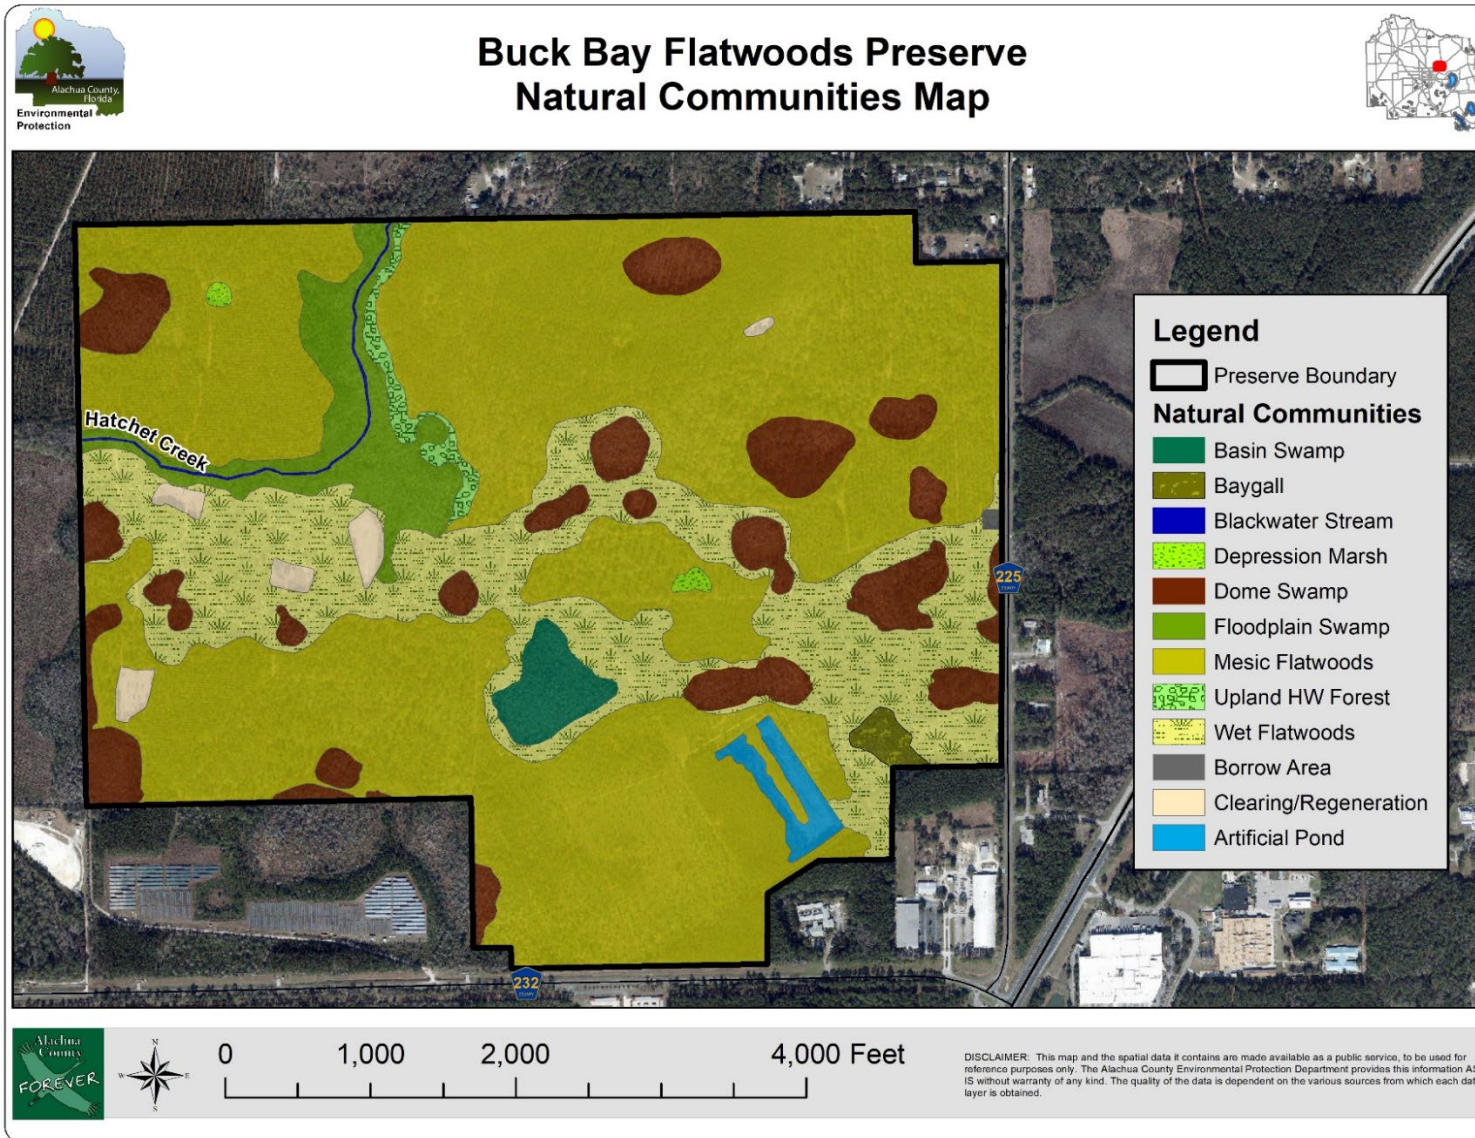 Alachua County,
Florida
Environmental
Protection
Buck Bay Flatwoods Preserve
Natural Communities Map
Hatchet Creek
225
232
Legend
Preserve Boundary
Natural Communities
Basin Swamp
Baygall
Blackwater Stream
Depression Marsh
Dome Swamp
Floodplain Swamp
Mesic Flatwoods
Upland HW Forest
Wet Flatwoods
Borrow Area
Clearing/Regeneration
Artificial Pond
Alachua
County
FOREVER
N
W
E
S
0 1,000 2,000 4,000 Feet
DISCLAIMER: This map and the spatial data it contains are made available as a public service, to be used for
reference purposes only. The Alachua County Environmental Protection Department provides this information AS
IS without warranty of any kind. The quality of the data is dependent on the various sources from which each dat
layer is obtained.